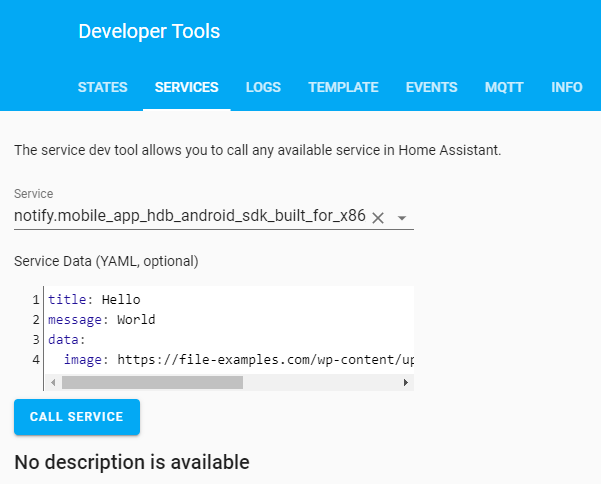 Developer Tools
STATES SERVICES LOGS TEMPLATE EVENTS MQTT INFO
The service dev tool allows you to call any available service in Home Assistant.
Service
notify.mobile_app_hdb_android_sdk_built_for_x86
Service Data (YAML, optional)
1 title: Hello
2 message: World
3 data:
4 image: https://file-examples.com/wp-content/up
CALL SERVICE
No description is available